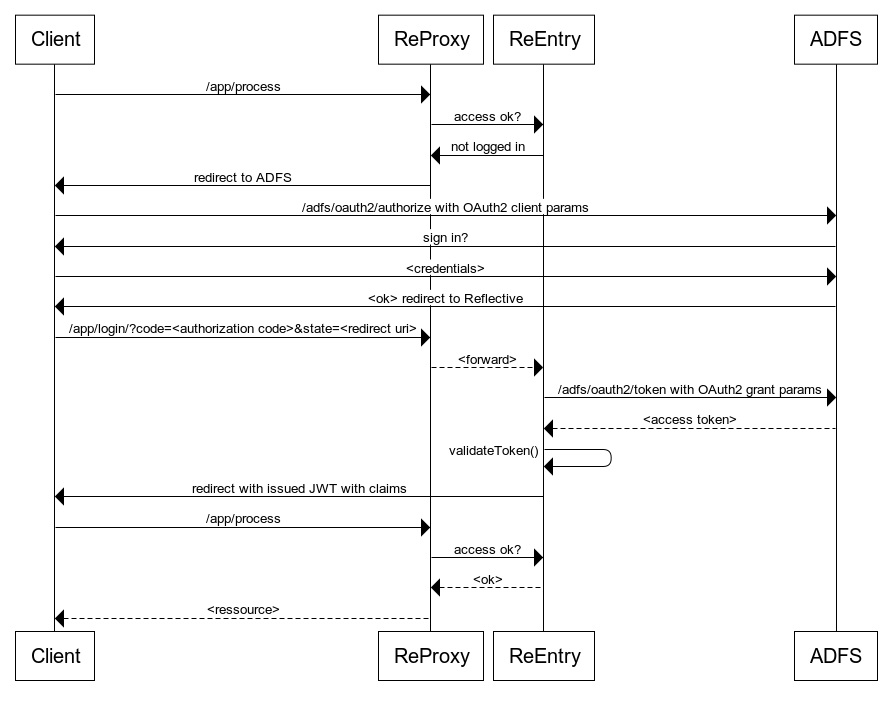 Client ReProxy ReEntry ADFS
/app/process
access ok?
not logged in
redirect to ADFS
/adfs/oauth2/authorize with OAuth2 client params
sign in?
<credentials>
<ok> redirect to Reflective
/app/login/?code=<authorization code>&state=<redirect uri>
<forward>
/adfs/oauth2/token with OAuth2 grant params
<access token>
validateToken()
redirect with issued JWT with claims
/app/process
access ok?
<ok>
<ressource>
Client ReProxy ReEntry ADFS